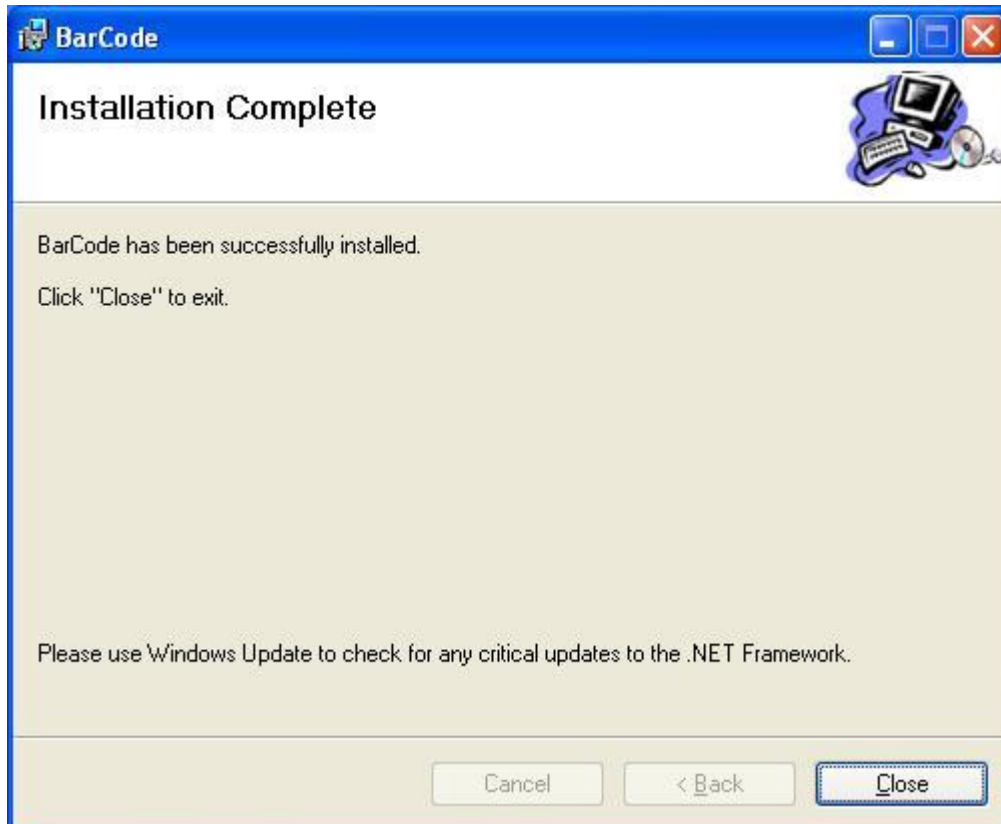 BarCode
Installation Complete
BarCode has been successfully installed.
Click "Close" to exit.
Please use Windows Update to check for any critical updates to the .NET Framework.
Cancel
< Back
Close